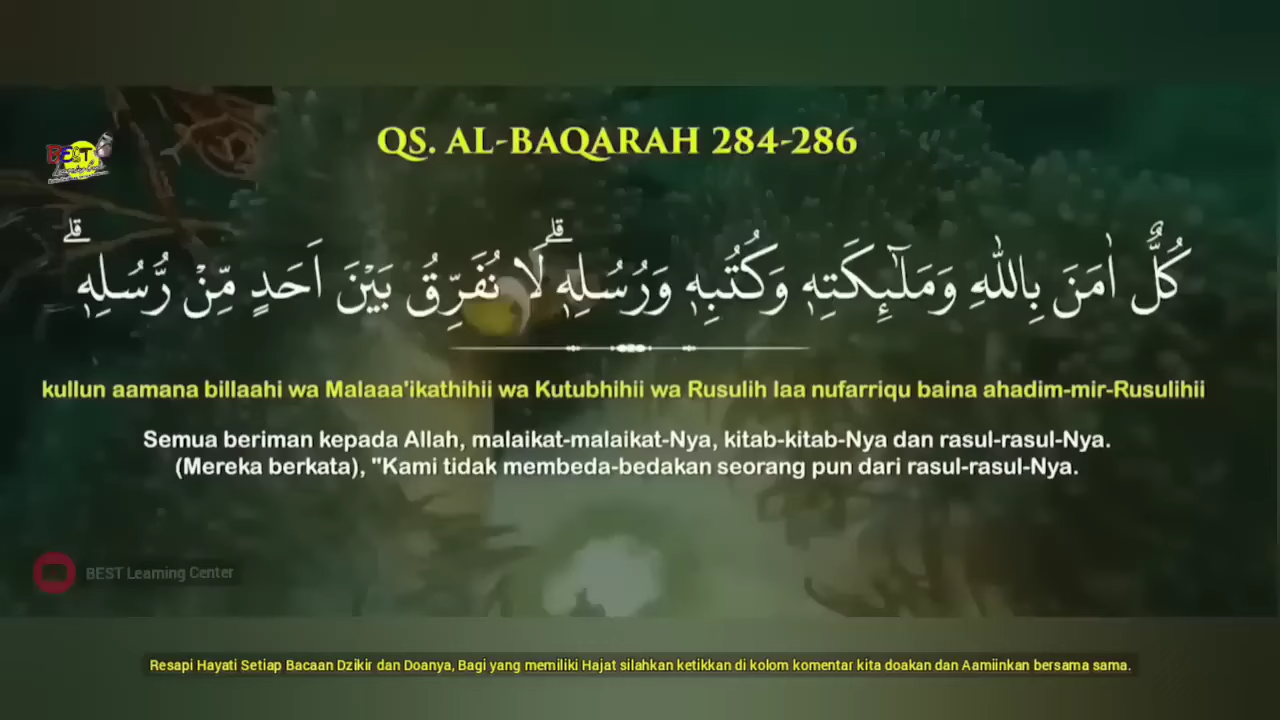 QS. AL-BAQARAH 284-286
BEST
كُلٌّ اٰمَنَ بِاللّٰهِ وَمَلٰۤىِٕكَتِهٖ وَكُتُبِهٖ وَرُسُلِهٖۗ لَا نُفَرِّقُ بَيْنَ اَحَدٍ مِّنْ رُّسُلِهٖۗ
kullun aamana billaahi wa Malaaa'ikathihii wa Kutubhihii wa Rusulih laa nufarriqu baina ahadim-mir-Rusulihii
Semua beriman kepada Allah, malaikat-malaikat-Nya, kitab-kitab-Nya dan rasul-rasul-Nya.
(Mereka berkata), "Kami tidak membeda-bedakan seorang pun dari rasul-rasul-Nya.
BEST Learning Center
Resapi Hayati Setiap Bacaan Dzikir dan Doanya, Bagi yang memiliki Hajat silahkan ketikkan di kolom komentar kita doakan dan Aamiinkan bersama sama.